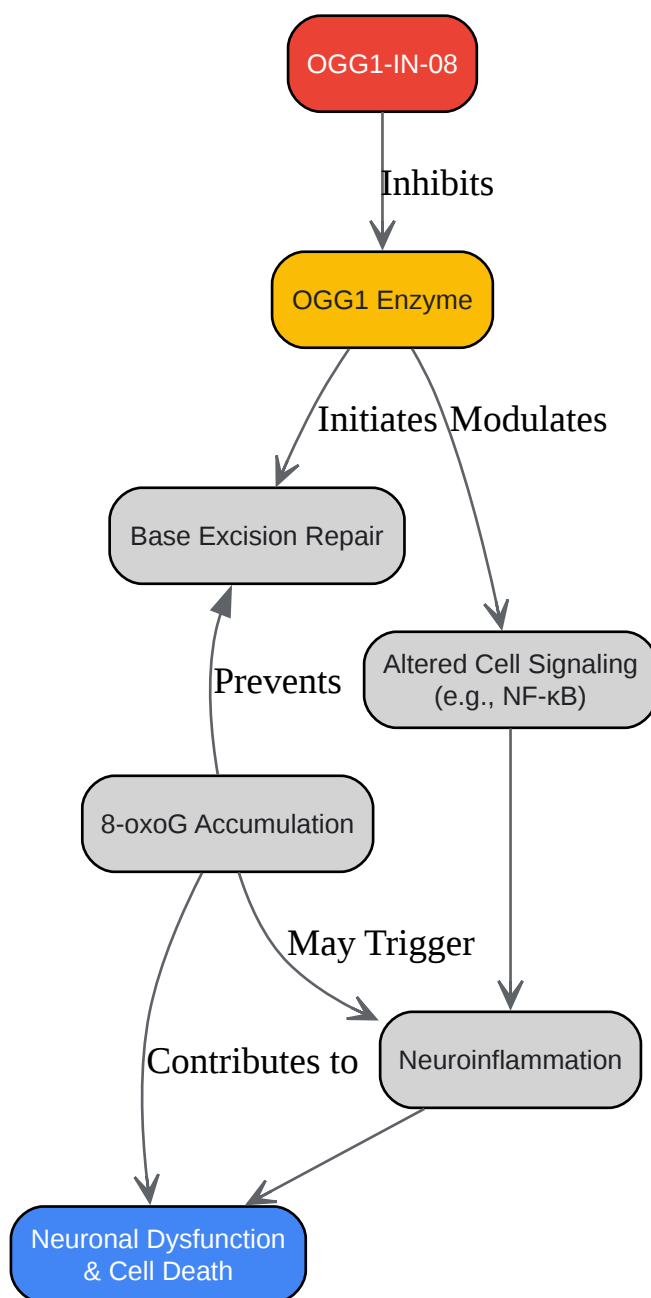 OGG1-IN-08
Inhibits
OGG1 Enzyme
Initiates
Modulates
Base Excision Repair
Altered Cell Signaling
(e.g., NF-κB)
Prevents
8-oxoG Accumulation
May Trigger
Contributes to
Neuroinflammation
Neuronal Dysfunction
& Cell Death